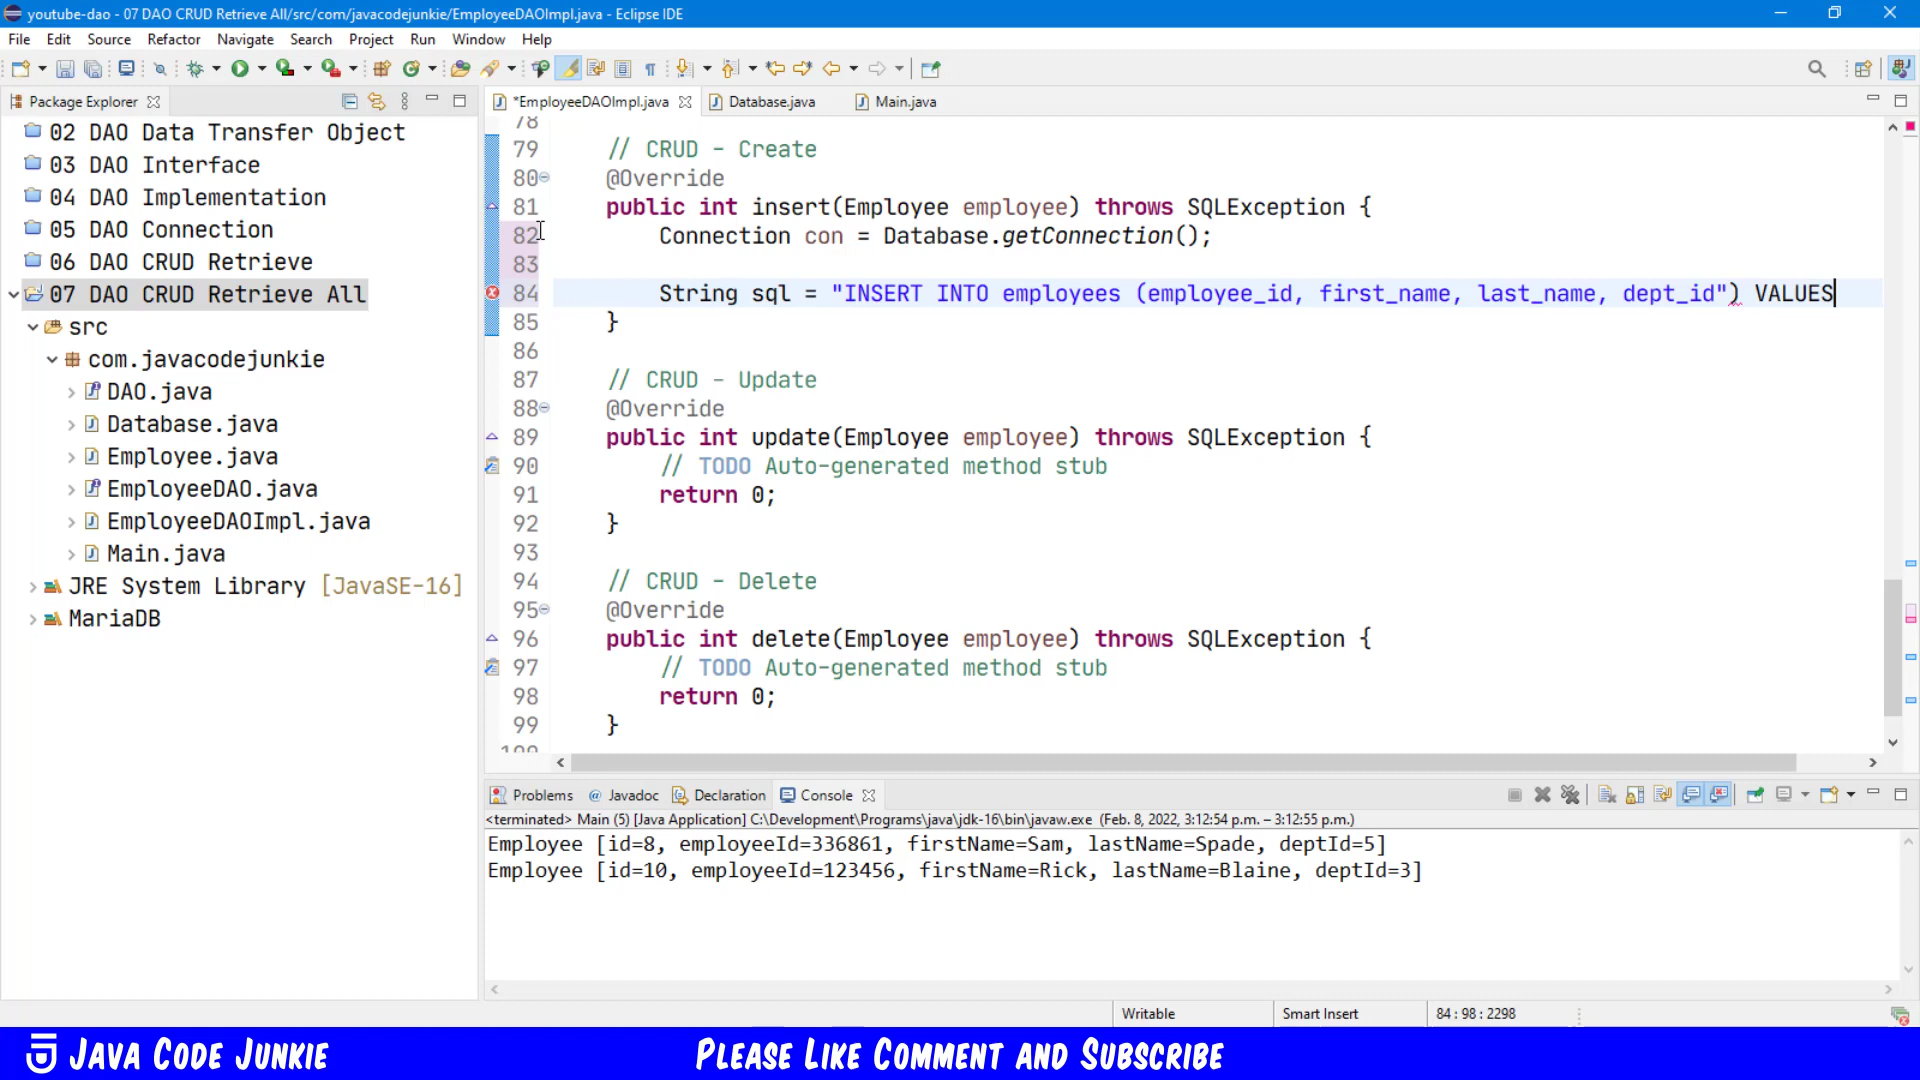 youtube-dao - 07 DAO CRUD Retrieve All/src/com/javacodejunkie/EmployeeDAOImpl.java - Eclipse IDE
File Edit Source Refactor Navigate Search Project Run Window Help
Package Explorer
*EmployeeDAOImpl.java Database.java Main.java
02 DAO Data Transfer Object
03 DAO Interface
04 DAO Implementation
05 DAO Connection
06 DAO CRUD Retrieve
07 DAO CRUD Retrieve All
src
com.javacodejunkie
DAO.java
Database.java
Employee.java
EmployeeDAO.java
EmployeeDAOImpl.java
Main.java
JRE System Library [JavaSE-16]
MariaDB
78
79 // CRUD - Create
80 @Override
81 public int insert(Employee employee) throws SQLException {
82 Connection con = Database.getConnection();
83
84 String sql = "INSERT INTO employees (employee_id, first_name, last_name, dept_id") VALUES
85 }
86
87 // CRUD - Update
88 @Override
89 public int update(Employee employee) throws SQLException {
90 // TODO Auto-generated method stub
91 return 0;
92 }
93
94 // CRUD - Delete
95 @Override
96 public int delete(Employee employee) throws SQLException {
97 // TODO Auto-generated method stub
98 return 0;
99 }
100
Problems Javadoc Declaration Console
<terminated> Main (5) [Java Application] C:\Development\Programs\java\jdk-16\bin\javaw.exe (Feb. 8, 2022, 3:12:54 p.m. – 3:12:55 p.m.)
Employee [id=8, employeeId=336861, firstName=Sam, lastName=Spade, deptId=5]
Employee [id=10, employeeId=123456, firstName=Rick, lastName=Blaine, deptId=3]
Writable Smart Insert 84 : 98 : 2298
Java Code Junkie Please Like Comment and Subscribe